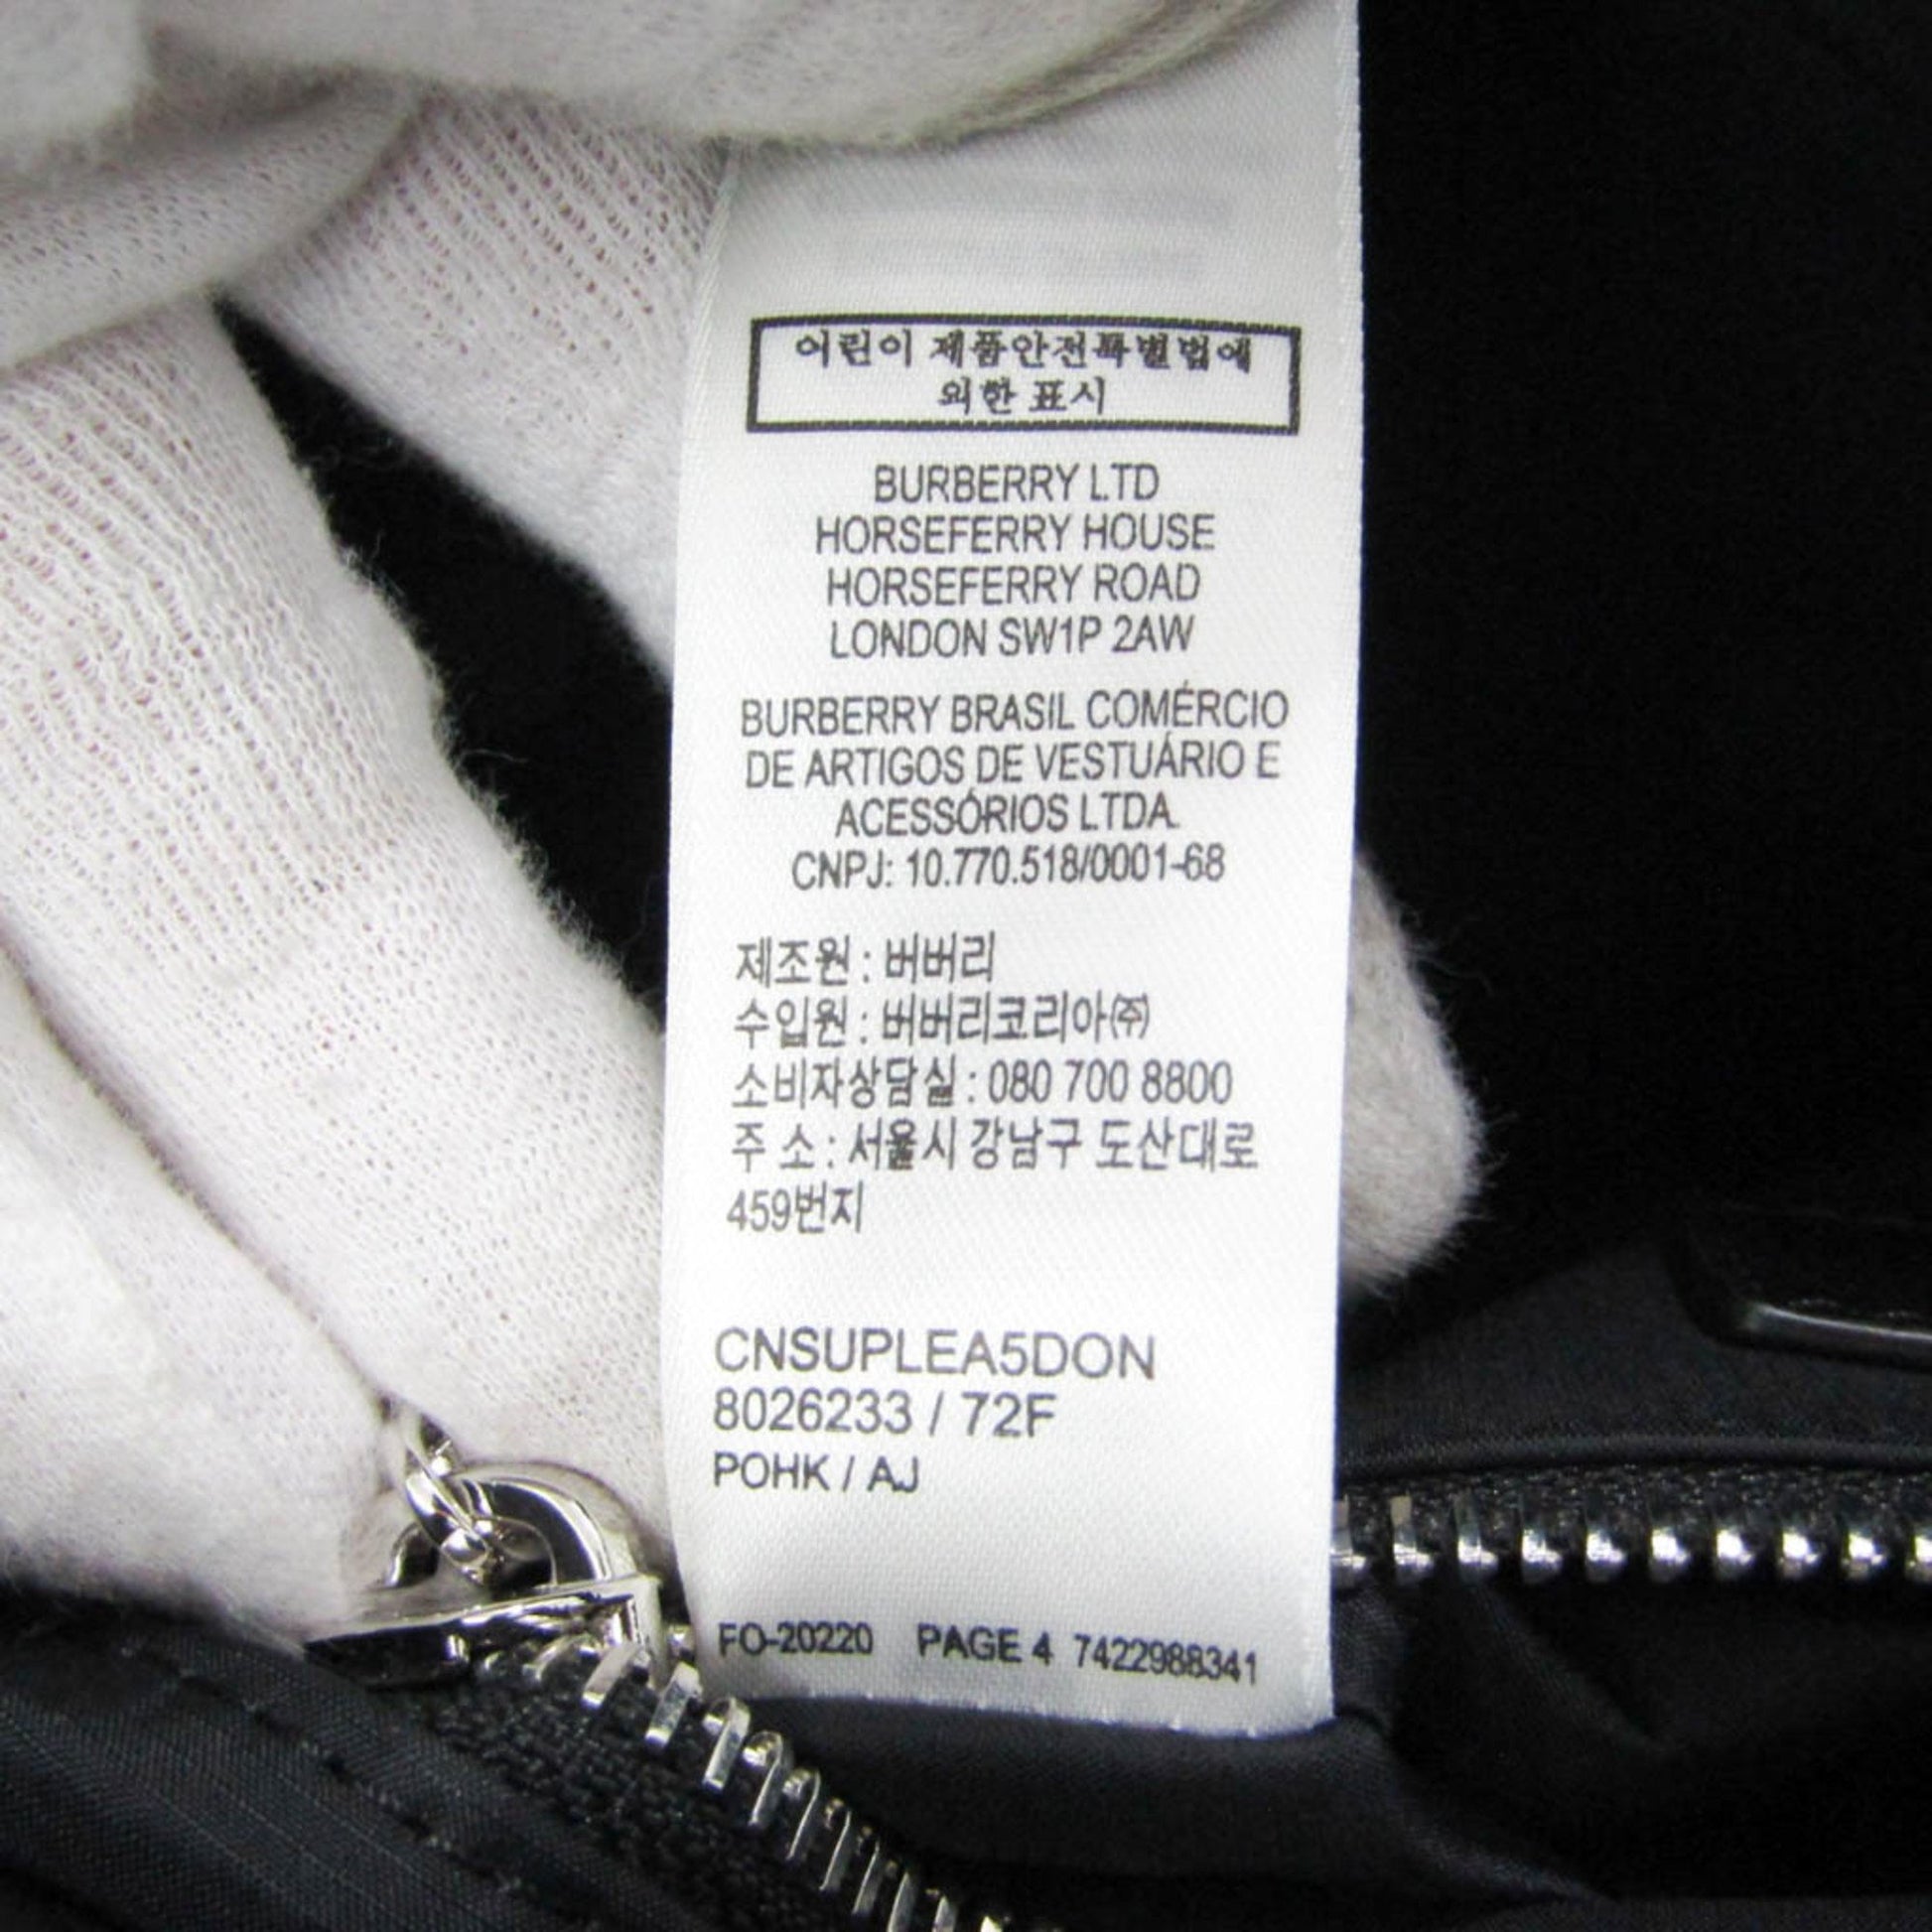 어린이 제품안전특별법에
의한 표시
BURBERRY LTD
HORSEFERRY HOUSE
HORSEFERRY ROAD
LONDON SW1P 2AW
BURBERRY BRASIL COMÉRCIO
DE ARTIGOS DE VESTUÁRIO E
ACESSÓRIOS LTDA.
CNPJ: 10.770.518/0001-68
제조원 : 버버리
수입원 : 버버리코리아㈜
소비자상담실 : 080 700 8800
주 소 : 서울시 강남구 도산대로
459번지
CNSUPLEA5DON
8026233 / 72F
POHK / AJ
FO-20220 PAGE 4 7422988341